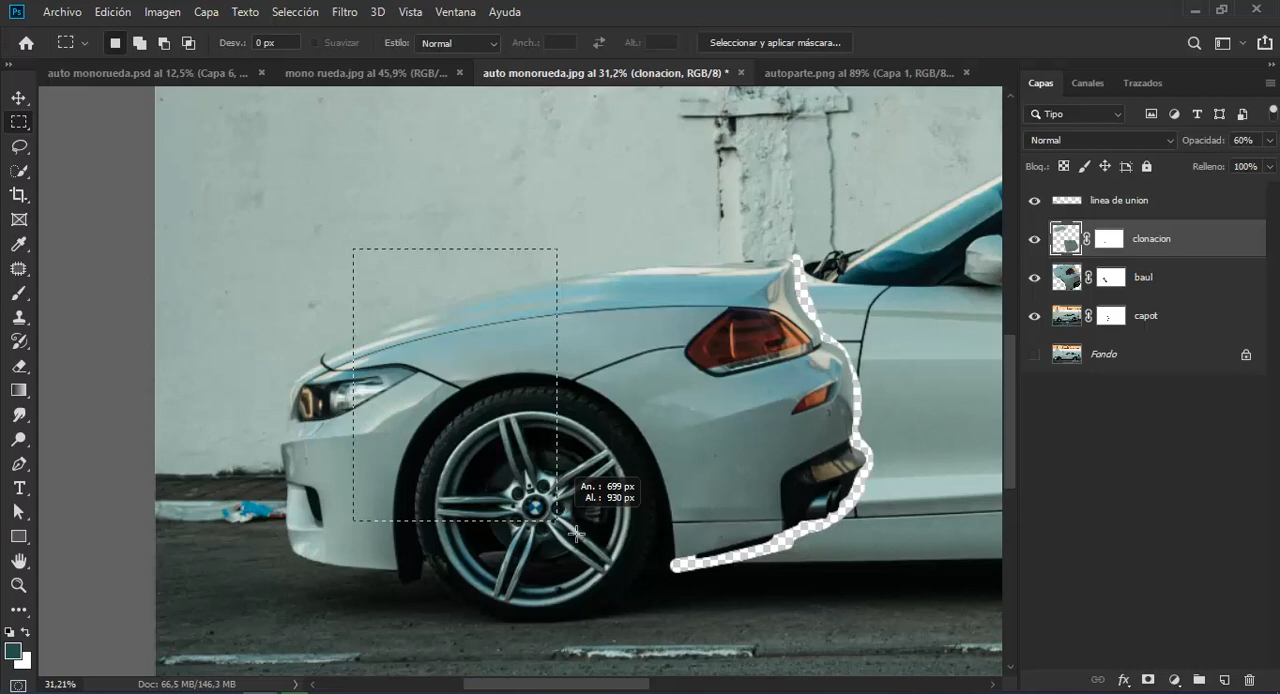 Ps Archivo Edición Imagen Capa Texto Selección Filtro 3D Vista Ventana Ayuda
Desv.: 0 px Suavizar Estilo: Normal Anch.: Alt.: Seleccionar y aplicar máscara...
auto monorueda.psd al 12,5% (Capa 6, ... × mono rueda.jpg al 45,9% (RGB/... × auto monorueda.jpg al 31,2% (clonacion, RGB/8) * × autoparte.png al 89% (Capa 1, RGB/8... ×
Capas Canales Trazados
Tipo
Normal Opacidad: 60%
Bloq.: Relleno: 100%
linea de union
clonacion
baul
capot
Fondo
An. : 699 px
Al. : 930 px
31,21% Doc: 66,5 MB/146,3 MB